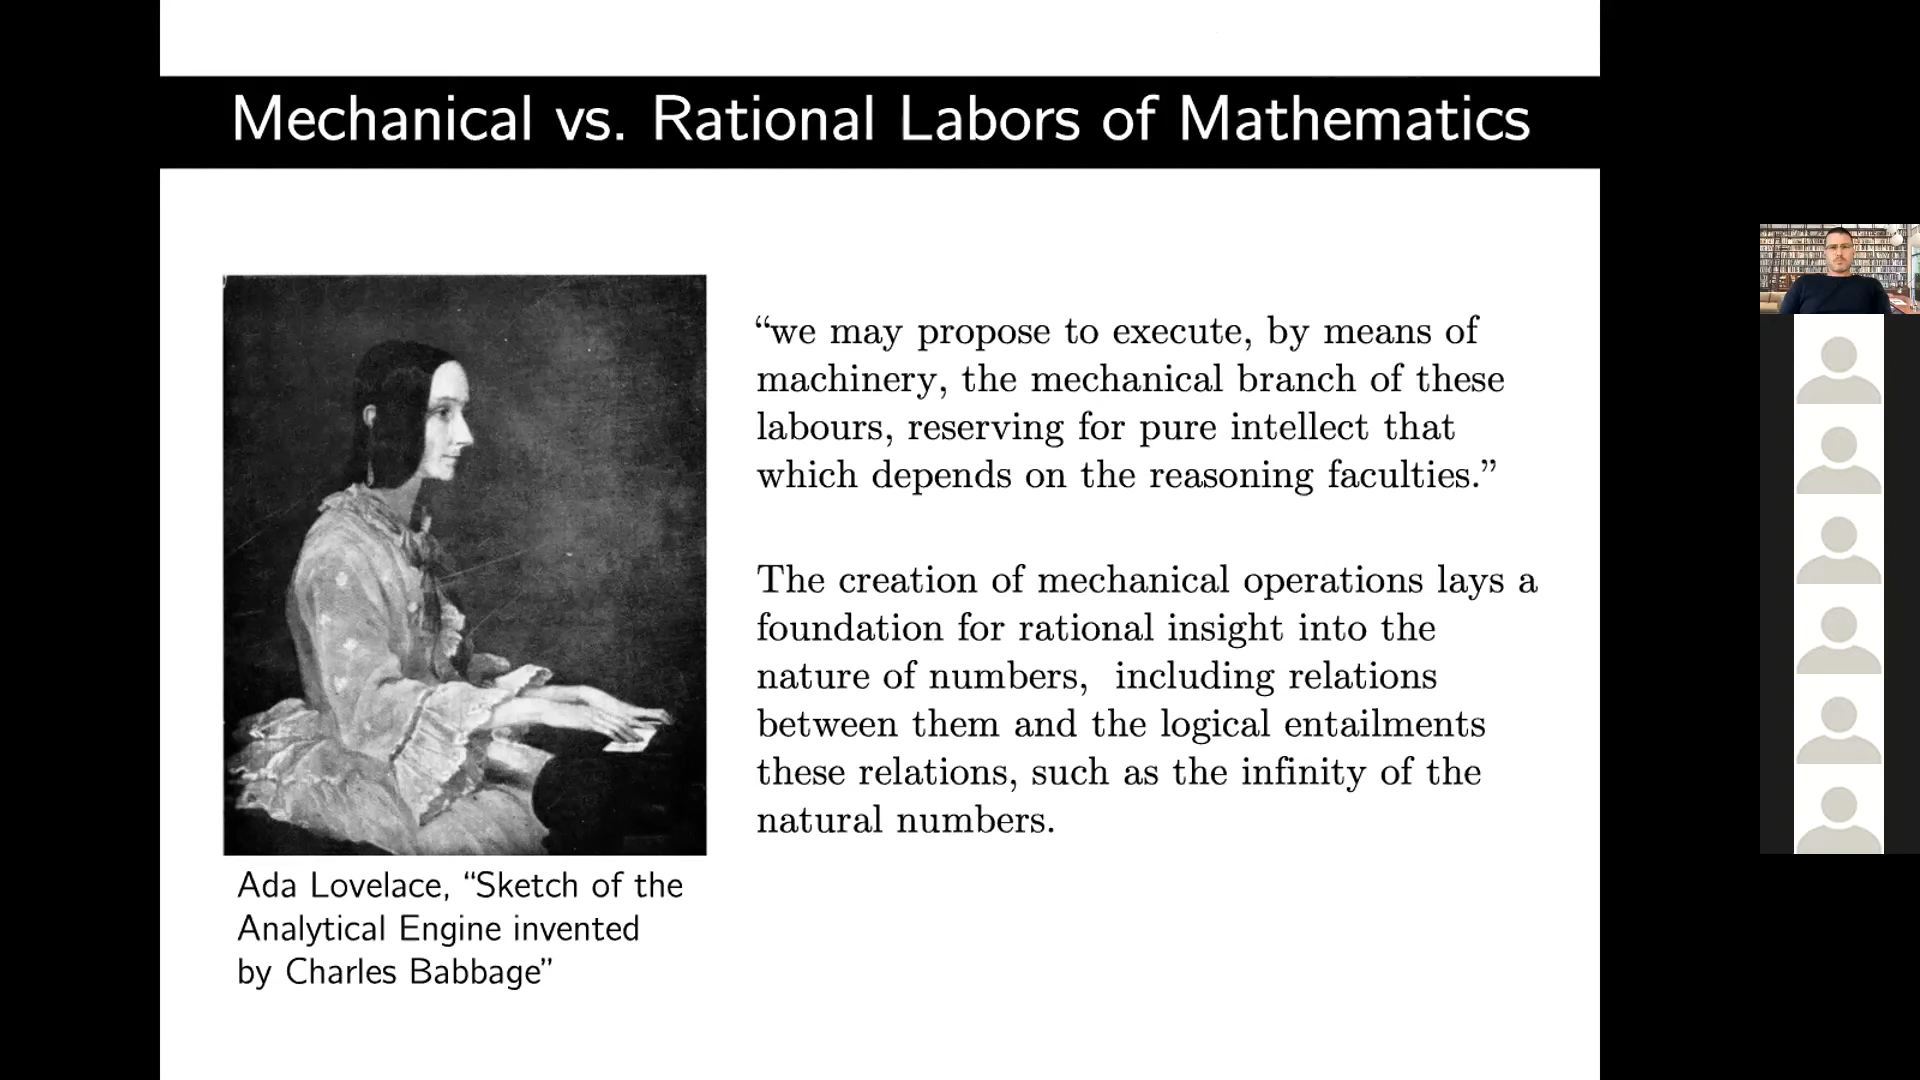 Mechanical vs. Rational Labors of Mathematics
“we may propose to execute, by means of
machinery, the mechanical branch of these
labours, reserving for pure intellect that
which depends on the reasoning faculties.”
The creation of mechanical operations lays a
foundation for rational insight into the
nature of numbers, including relations
between them and the logical entailments
these relations, such as the infinity of the
natural numbers.
Ada Lovelace, “Sketch of the
Analytical Engine invented
by Charles Babbage”